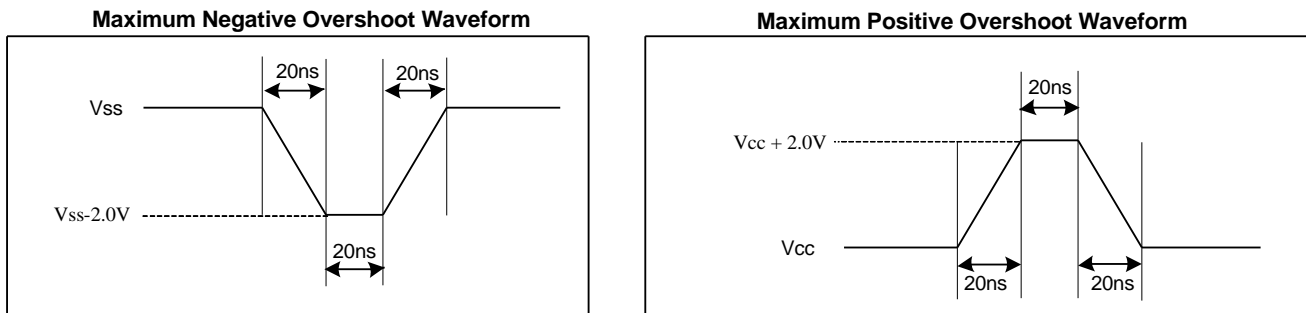 Maximum Negative Overshoot Waveform
20ns
20ns
Vss
Vss-2.0V
20ns
Maximum Positive Overshoot Waveform
20ns
Vcc + 2.0V
Vcc
20ns
20ns